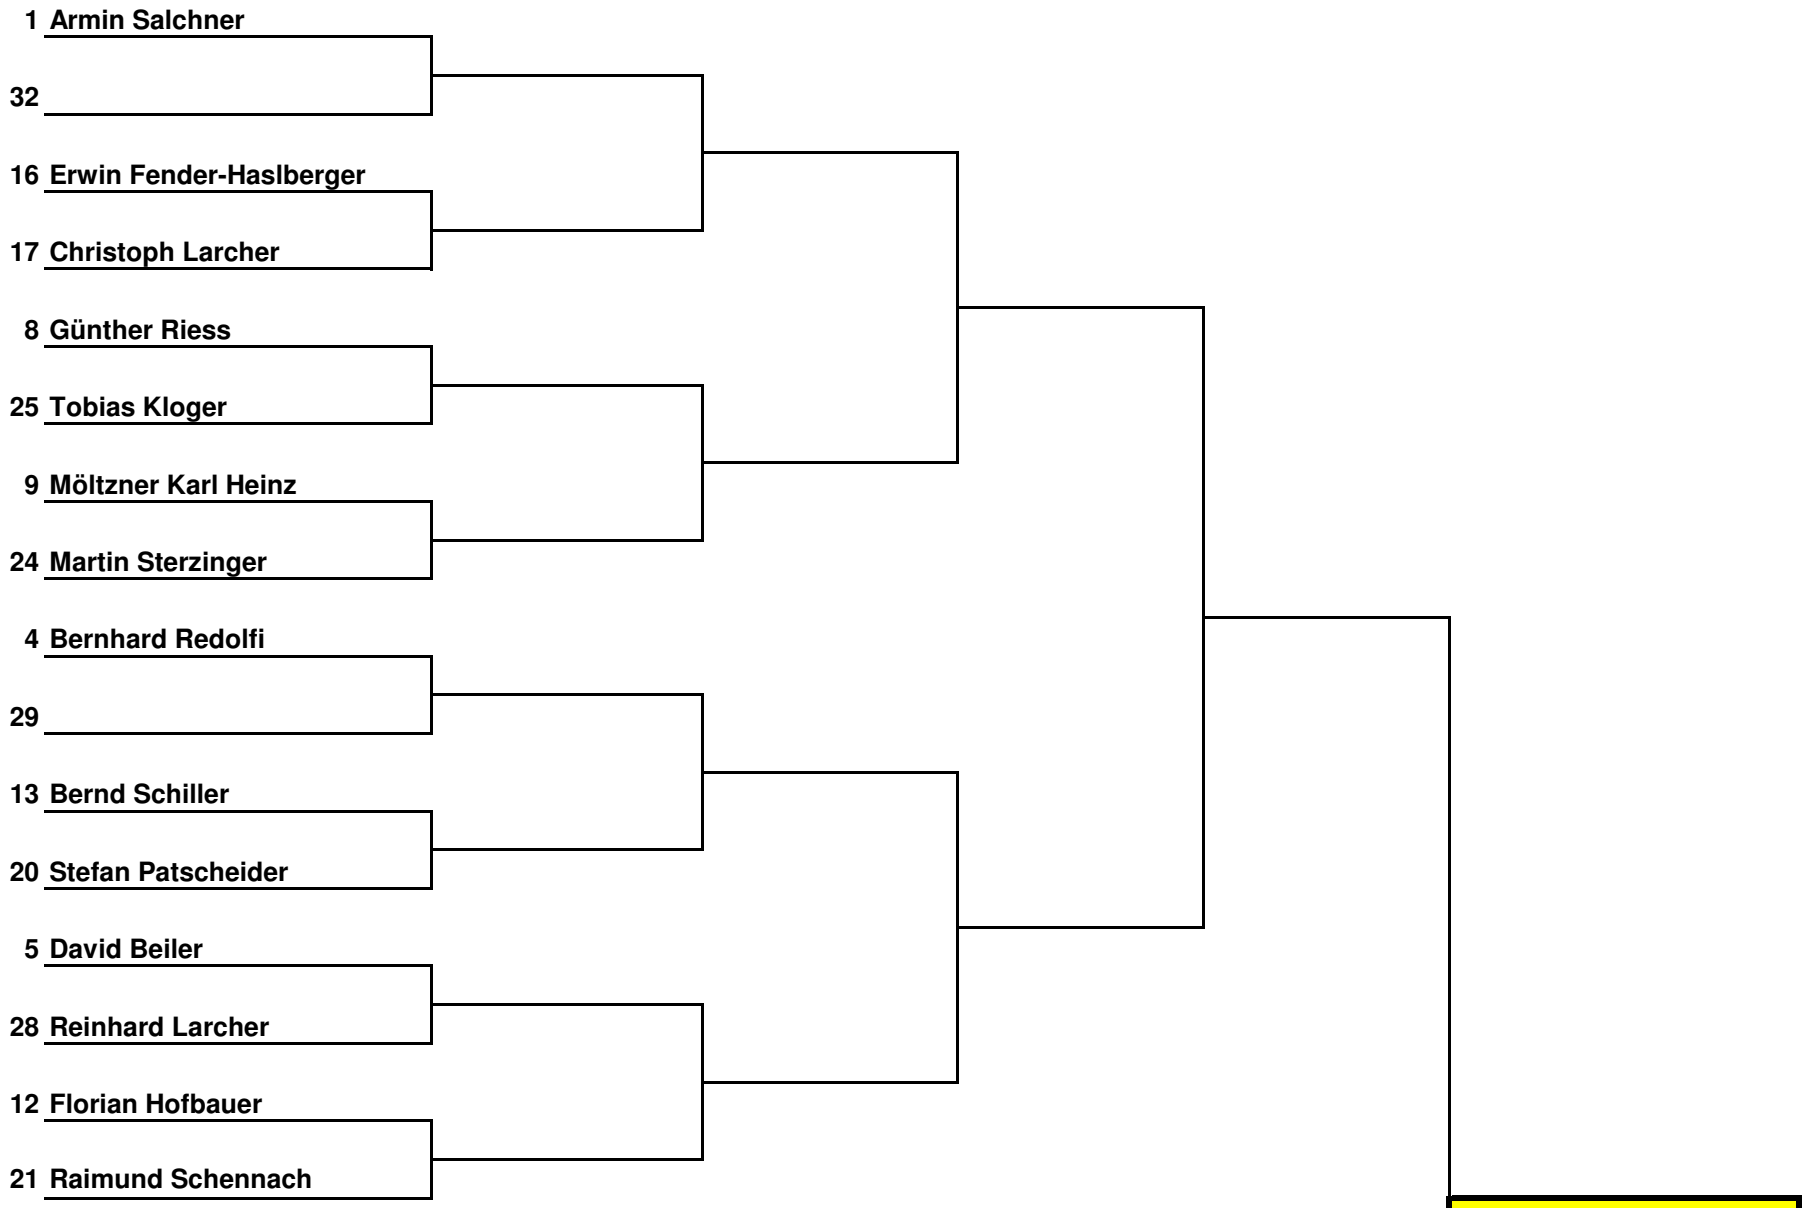 1 Armin Salchner
32
16 Erwin Fender-Haslberger
17 Christoph Larcher
8 Günther Riess
25 Tobias Kloger
9 Möltzner Karl Heinz
24 Martin Sterzinger
4 Bernhard Redolfi
29
13 Bernd Schiller
20 Stefan Patscheider
5 David Beiler
28 Reinhard Larcher
12 Florian Hofbauer
21 Raimund Schennach